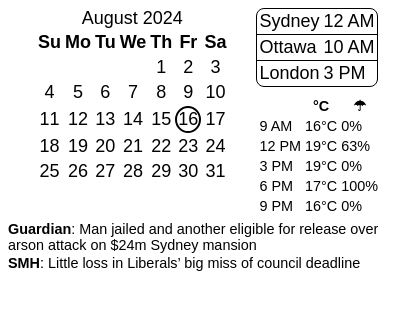 August 2024
Su Mo Tu We Th Fr Sa
1 2 3
4 5 6 7 8 9 10
11 12 13 14 15 16 17
18 19 20 21 22 23 24
25 26 27 28 29 30 31
Sydney 12 AM
Ottawa 10 AM
London 3 PM
°C ☂
9 AM 16°C 0%
12 PM 19°C 63%
3 PM 19°C 0%
6 PM 17°C 100%
9 PM 16°C 0%
Guardian: Man jailed and another eligible for release over
arson attack on $24m Sydney mansion
SMH: Little loss in Liberals’ big miss of council deadline